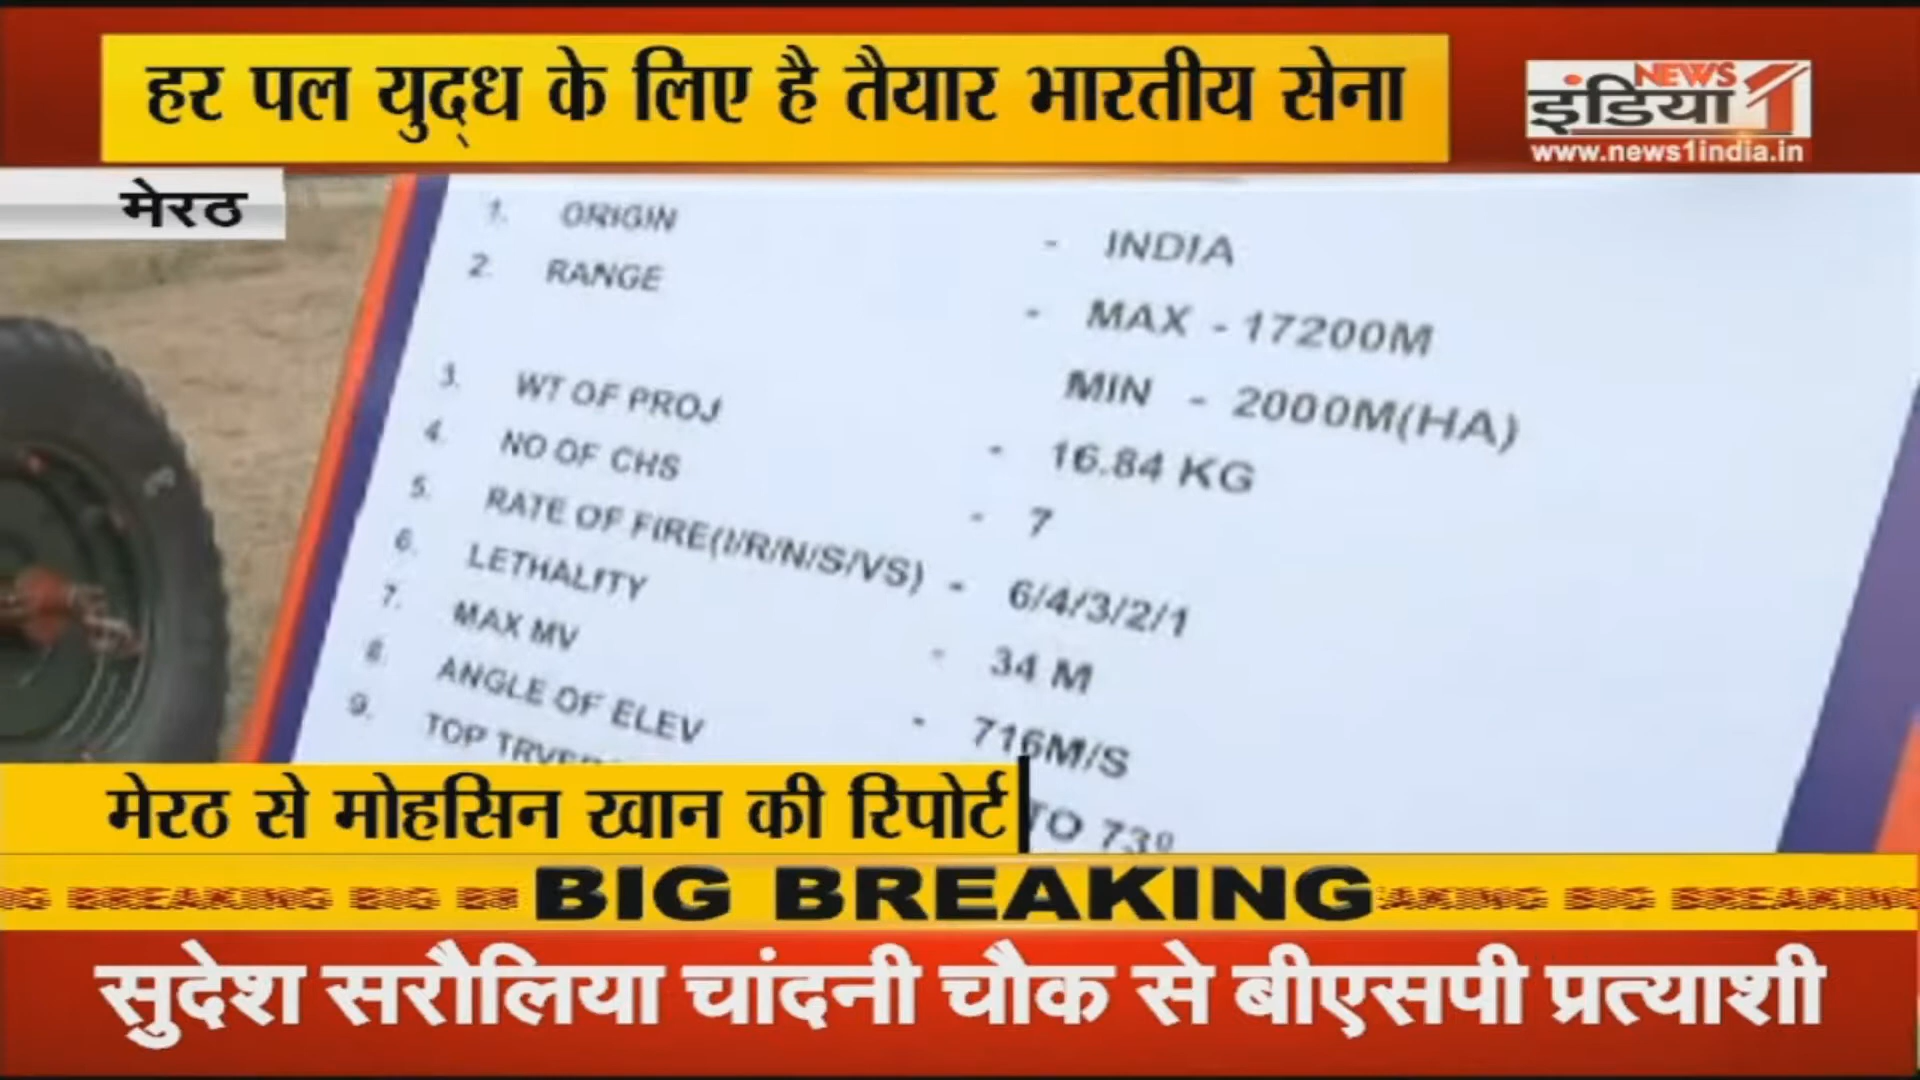 हर पल युद्ध के लिए है तैयार भारतीय सेना
NEWS
इंडिया 1
www.news1india.in
मेरठ
1. ORIGIN - INDIA
2. RANGE - MAX - 17200M
MIN - 2000M(HA)
3. WT OF PROJ - 16.84 KG
4. NO OF CHS - 7
5. RATE OF FIRE(I/R/N/S/VS) - 6/4/3/2/1
6. LETHALITY - 34 M
7. MAX MV - 716M/S
8. ANGLE OF ELEV TO 73º
9. TOP
मेरठ से मोहसिन खान की रिपोर्ट
BIG BREAKING
सुदेश सरौलिया चांदनी चौक से बीएसपी प्रत्याशी